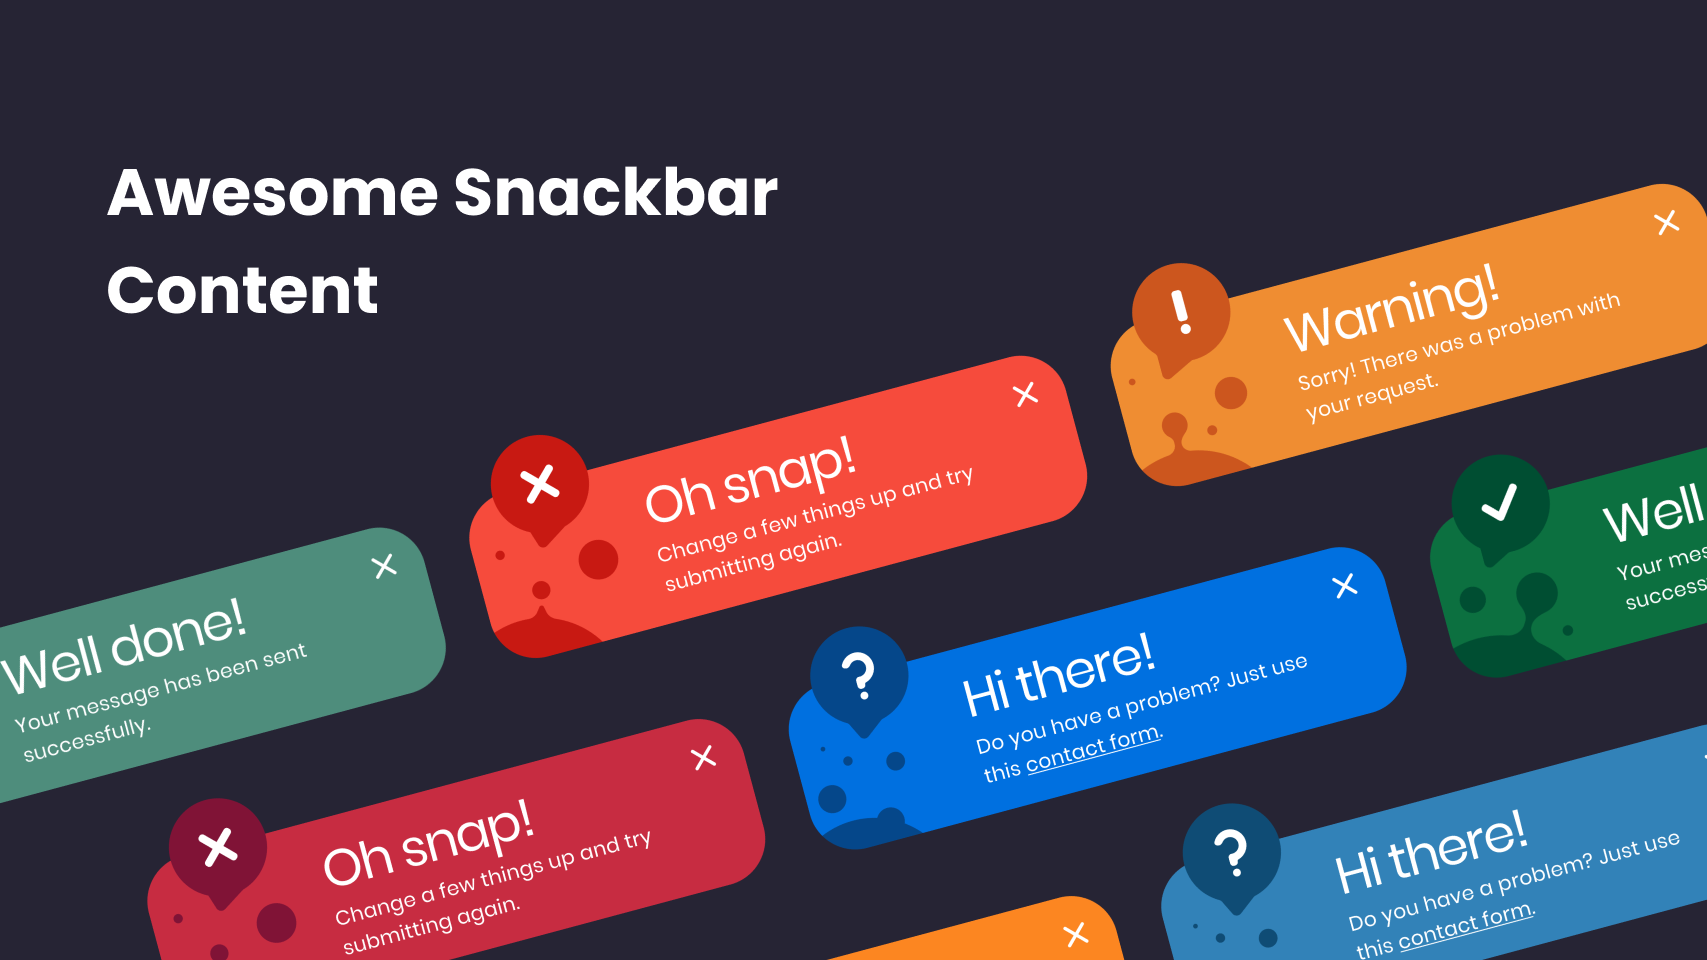 Awesome Snackbar
Content
Warning!
Sorry! There was a problem with
your request.
Oh snap!
Change a few things up and try
submitting again.
Well
Your mes
success
Well done!
Your message has been sent
successfully.
Hi there!
Do you have a problem? Just use
this contact form.
Oh snap!
Change a few things up and try
submitting again.
Hi there!
Do you have a problem? Just use
this contact form.